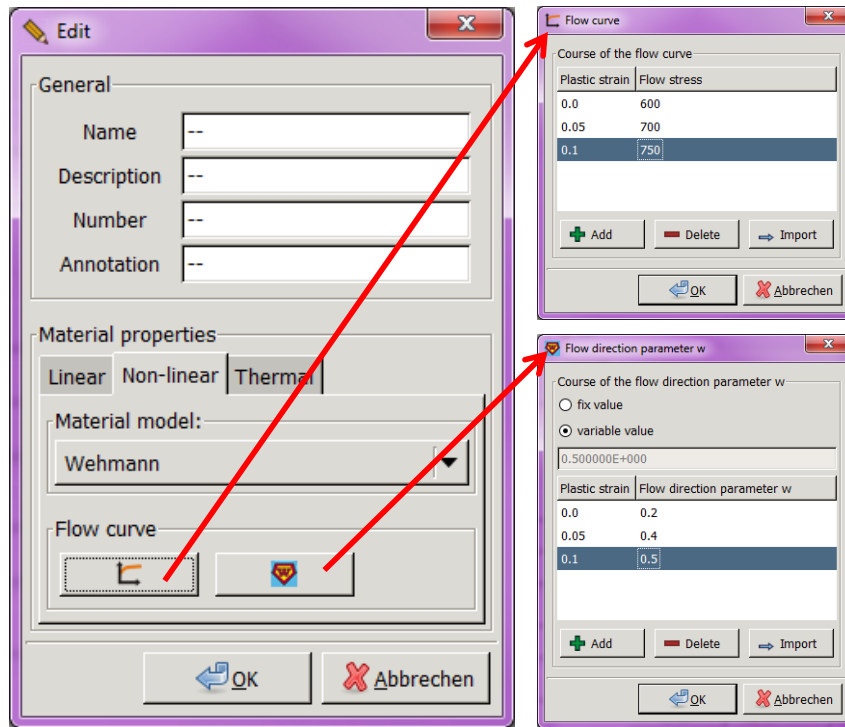 Edit
General
Name --
Description --
Number --
Annotation --
Material properties
Linear Non-linear Thermal
Material model:
Wehmann
Flow curve
W
OK Abbrechen
Flow curve
Course of the flow curve
Plastic strain Flow stress
0.0 600
0.05 700
0.1 750
Add Delete Import
OK Abbrechen
W Flow direction parameter w
Course of the flow direction parameter w
fix value
variable value
0.500000E+000
Plastic strain Flow direction parameter w
0.0 0.2
0.05 0.4
0.1 0.5
Add Delete Import
OK Abbrechen